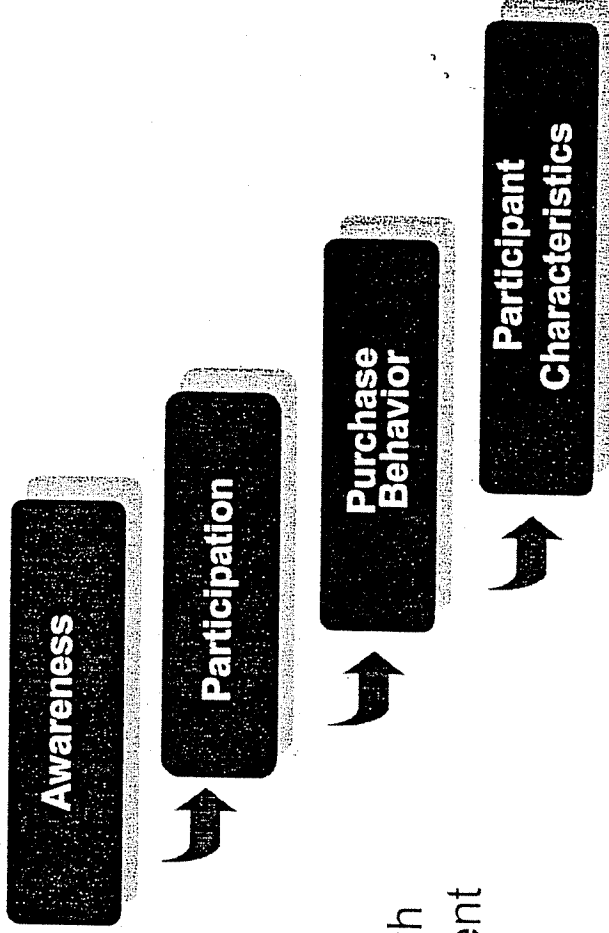 Awareness
Participation
Purchase
Behavior
Participant
Characteristics